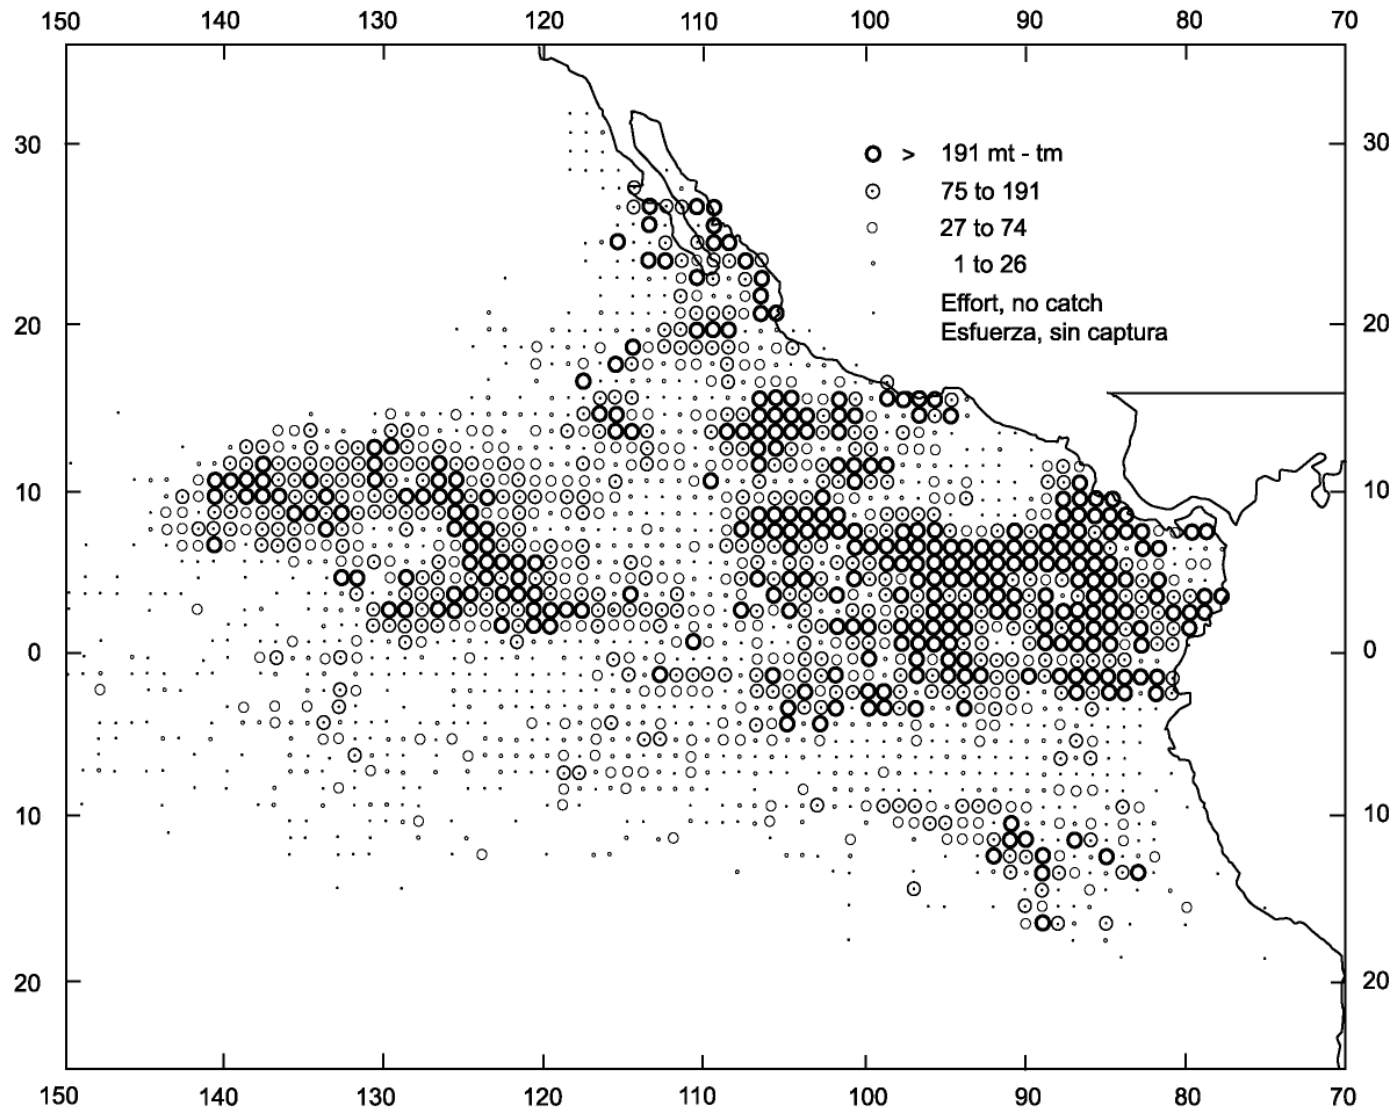 150 130 120 110 100 90 80 70
30 30
> 191 mt - tm
75 to 191
27 to 74
1 to 26
Effort, no catch
Esfuerza, sin captura
20 20
10 10
0 0
10 10
20 20
150 140 130 120 110 100 90 80 70